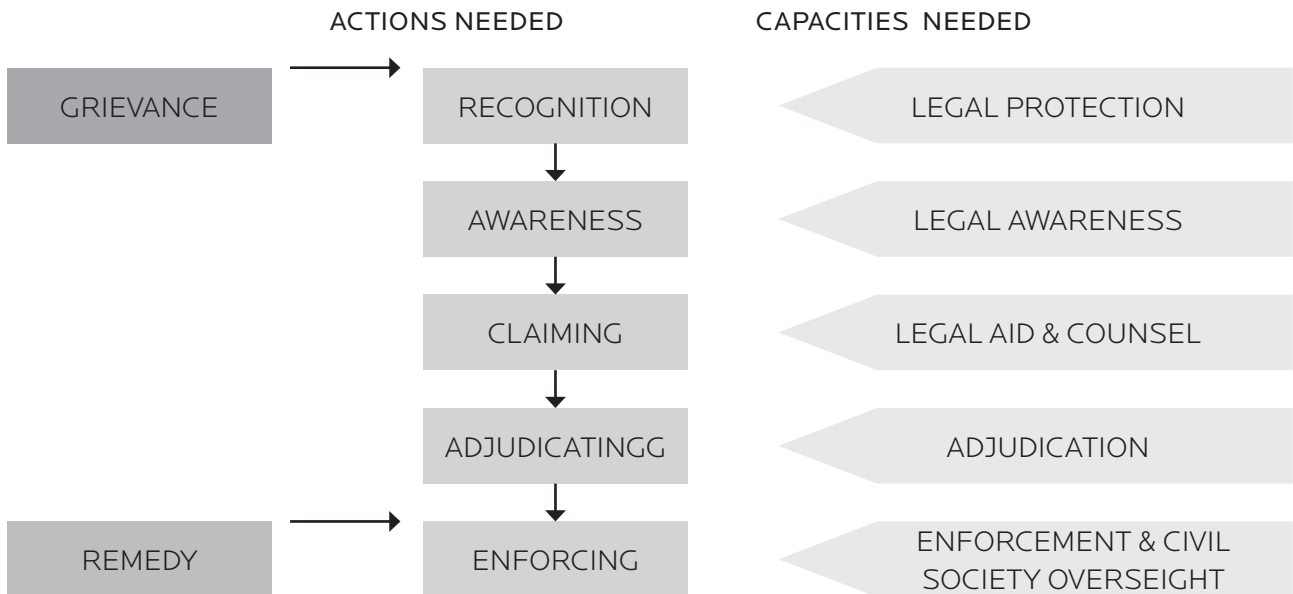 ACTIONS NEEDED
CAPACITIES NEEDED
GRIEVANCE
RECOGNITION
LEGAL PROTECTION
AWARENESS
LEGAL AWARENESS
CLAIMING
LEGAL AID & COUNSEL
ADJUDICATINGG
ADJUDICATION
REMEDY
ENFORCING
ENFORCEMENT & CIVIL
SOCIETY OVERSEIGHT